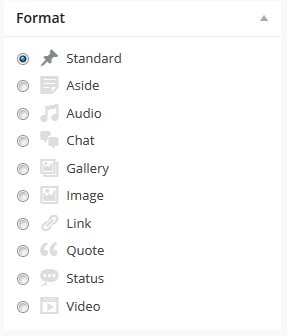 Format
Standard
Aside
Audio
Chat
Gallery
Image
Link
Quote
Status
Video